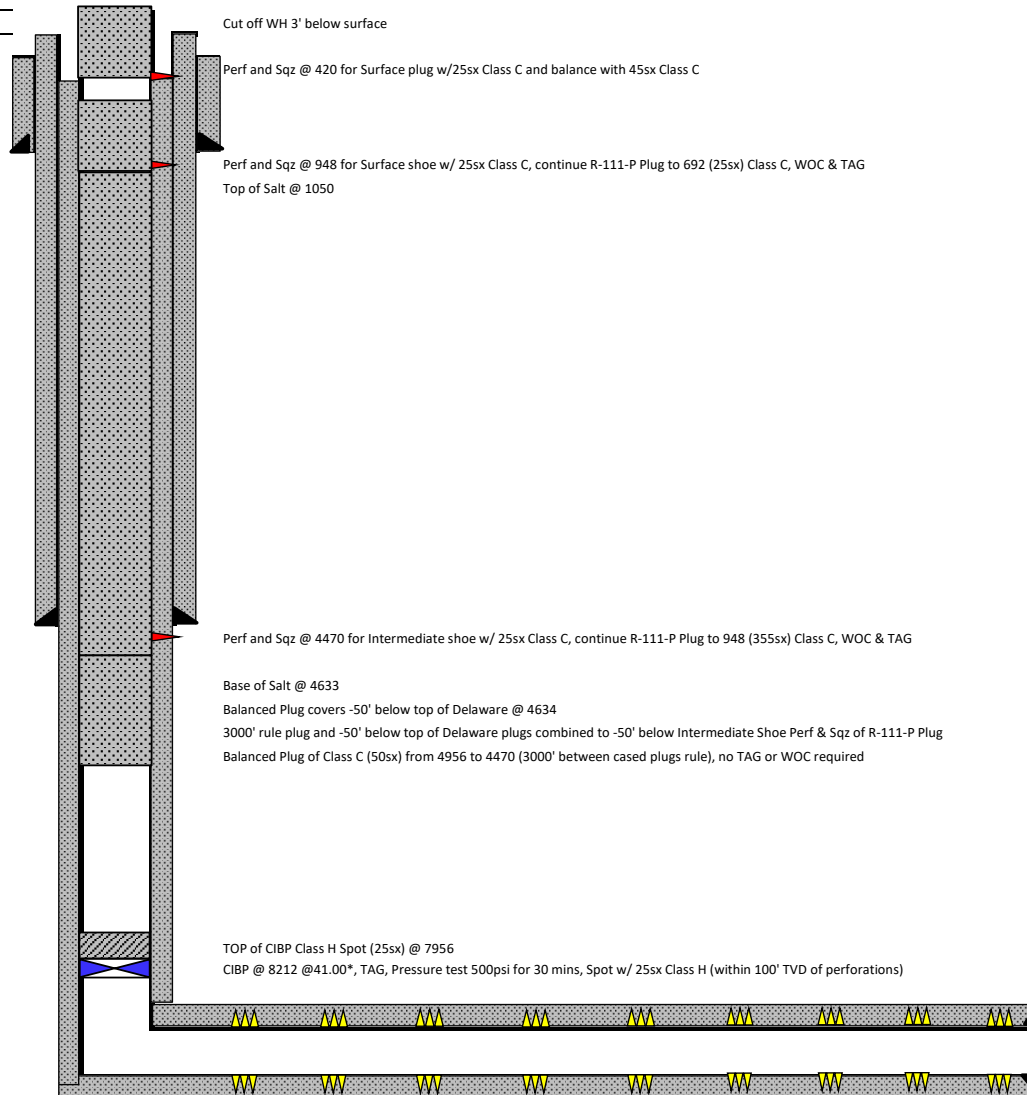 Cut off WH 3' below surface
Perf and Sqz @ 420 for Surface plug w/25sx Class C and balance with 45sx Class C
Perf and Sqz @ 948 for Surface shoe w/ 25sx Class C, continue R-111-P Plug to 692 (25sx) Class C, WOC & TAG
Top of Salt @ 1050
Perf and Sqz @ 4470 for Intermediate shoe w/ 25sx Class C, continue R-111-P Plug to 948 (355sx) Class C, WOC & TAG
Base of Salt @ 4633
Balanced Plug covers -50' below top of Delaware @ 4634
3000' rule plug and -50' below top of Delaware plugs combined to -50' below Intermediate Shoe Perf & Sqz of R-111-P Plug
Balanced Plug of Class C (50sx) from 4956 to 4470 (3000' between cased plugs rule), no TAG or WOC required
TOP of CIBP Class H Spot (25sx) @ 7956
CIBP @ 8212 @41.00*, TAG, Pressure test 500psi for 30 mins, Spot w/ 25sx Class H (within 100' TVD of perforations)